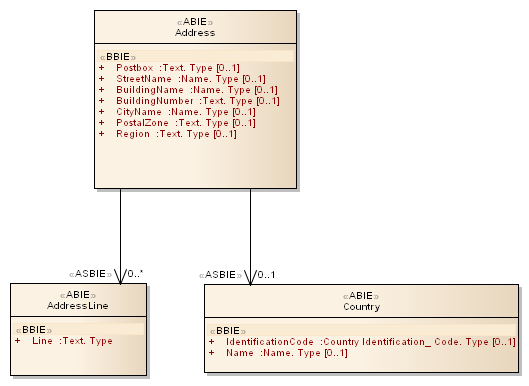 «ABIE»
Address
«BBIE»
+ Postbox :Text. Type [0..1]
+ StreetName :Name. Type [0..1]
+ BuildingName :Name. Type [0..1]
+ BuildingNumber :Text. Type [0..1]
+ CityName :Name. Type [0..1]
+ PostalZone :Text. Type [0..1]
+ Region :Text. Type [0..1]
«ASBIE» 0..*
«ASBIE» 0..1
«ABIE»
AddressLine
«BBIE»
+ Line :Text. Type
«ABIE»
Country
«BBIE»
+ IdentificationCode :Country Identification_ Code. Type [0..1]
+ Name :Name. Type [0..1]